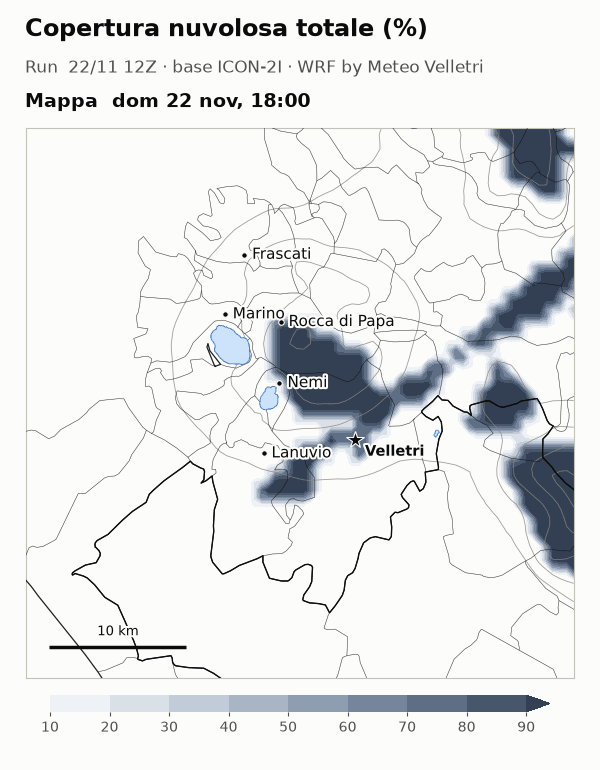 Copertura nuvolosa totale (%)
Run  22/11 12Z · base ICON-2I · WRF by Meteo Velletri
Mappa  dom 22 nov, 18:00
Frascati
Marino
Rocca di Papa
Nemi
Velletri
Lanuvio
10 km
10 20 30 40 50 60 70 80 90